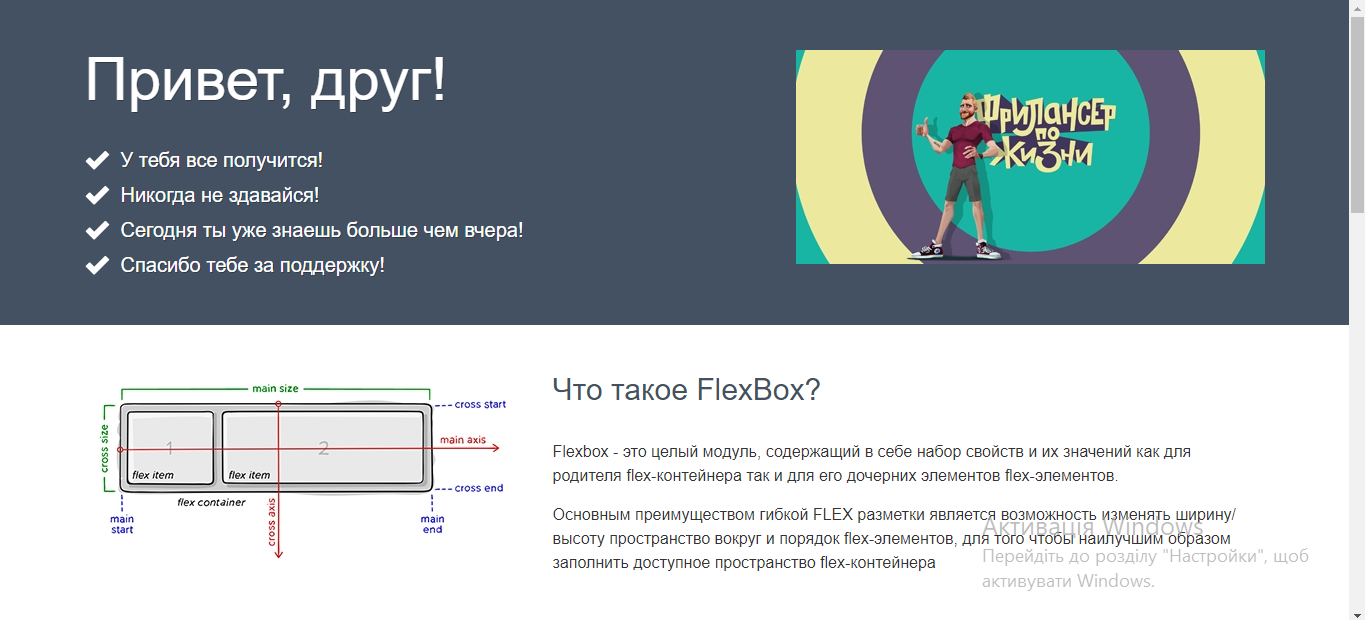 Привет, друг!
У тебя все получится!
Никогда не здавайся!
Сегодня ты уже знаешь больше чем вчера!
Спасибо тебе за поддержку!
ФРИЛАНСЕР
ПО
ЖИЗНИ
main size
cross start
cross size
1
2
main axis
flex item
flex item
cross end
flex container
main
start
cross axis
main
end
Что такое FlexBox?
Flexbox - это целый модуль, содержащий в себе набор свойств и их значений как для
родителя flex-контейнера так и для его дочерних элементов flex-элементов.
Основным преимуществом гибкой FLEX разметки является возможность изменять ширину/
высоту пространство вокруг и порядок flex-элементов, для того чтобы наилучшим образом
заполнить доступное пространство flex-контейнера
Активація Windows
Перейдіть до розділу "Настройки", щоб
активувати Windows.